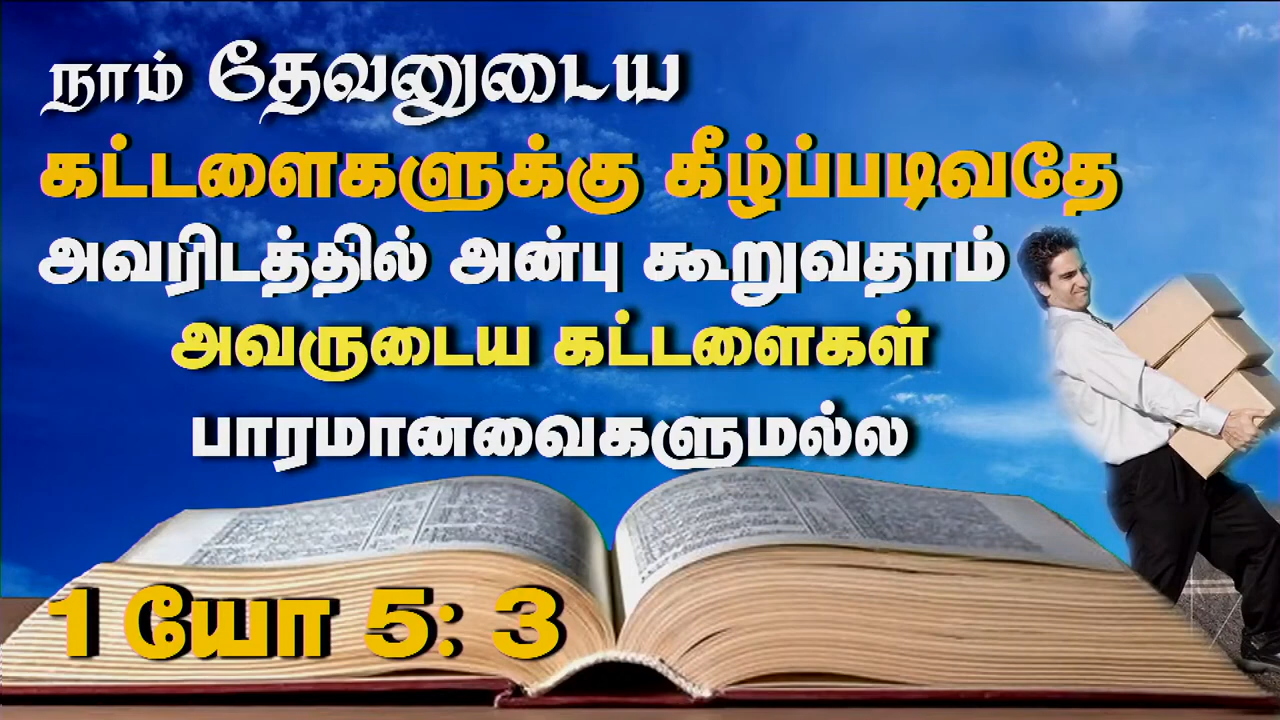 நாம் தேவனுடைய
கட்டளைகளுக்கு கீழ்ப்படிவதே
அவரிடத்தில் அன்பு கூறுவதாம்
அவருடைய கட்டளைகள்
பாரமானவைகளுமல்ல
1 யோ 5: 3